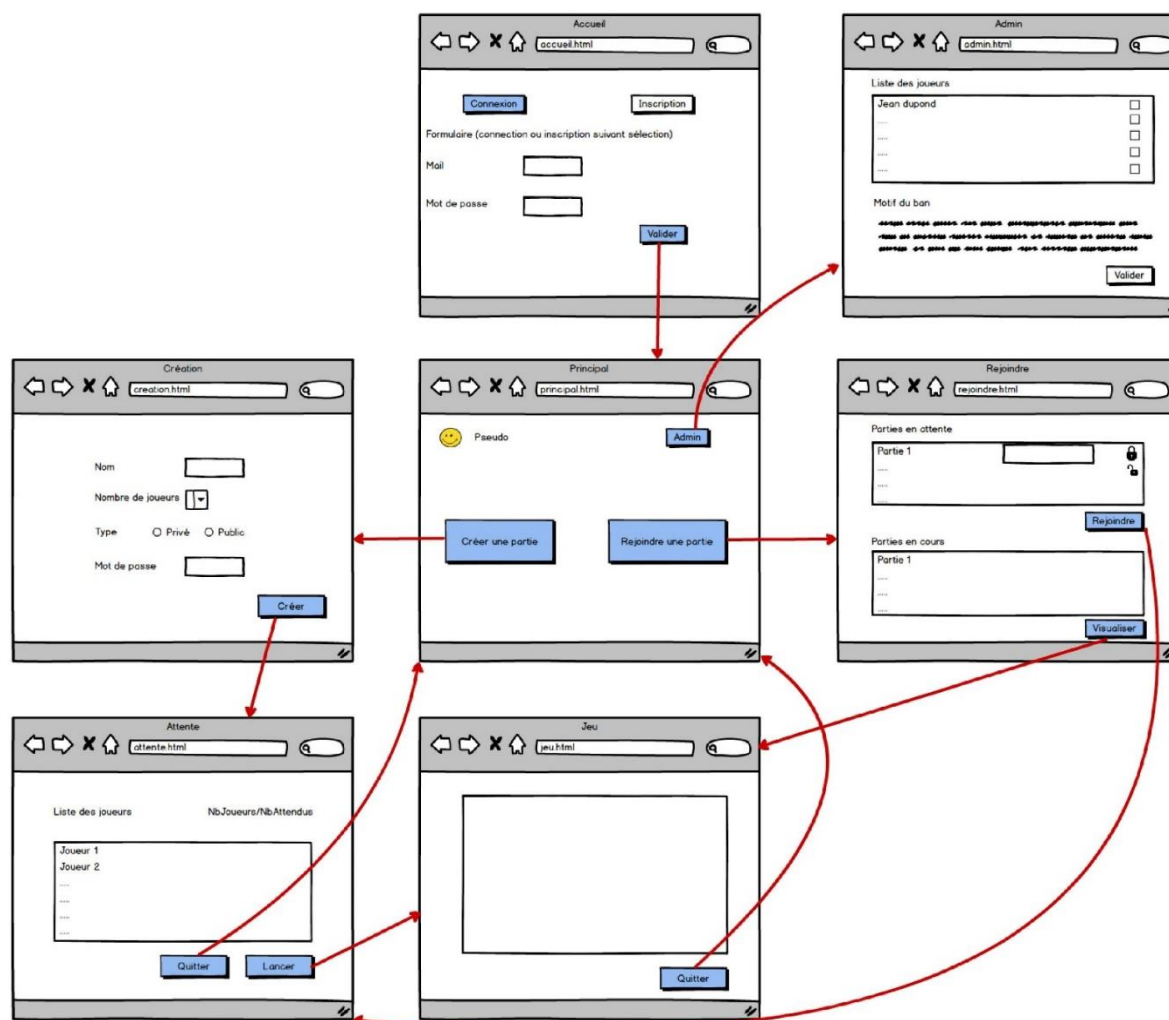 Accueil
accueil.html
Connexion
Inscription
Formulaire (connection ou inscription suivant sélection)
Mail
Mot de passe
Valider
Admin
admin.html
Liste des joueurs
Jean dupond
....
....
....
....
Motif du ban
Valider
Création
creation.html
Nom
Nombre de joueurs
Type
Privé
Public
Mot de passe
Créer
Principal
principal.html
Pseudo
Admin
Créer une partie
Rejoindre une partie
Rejoindre
rejoindre.html
Parties en attente
Partie 1
....
....
....
Rejoindre
Parties en cours
Partie 1
....
....
....
Visualiser
Attente
attente.html
Liste des joueurs
NbJoueurs/NbAttendus
Joueur 1
Joueur 2
....
....
....
....
Quitter
Lancer
Jeu
jeu.html
Quitter